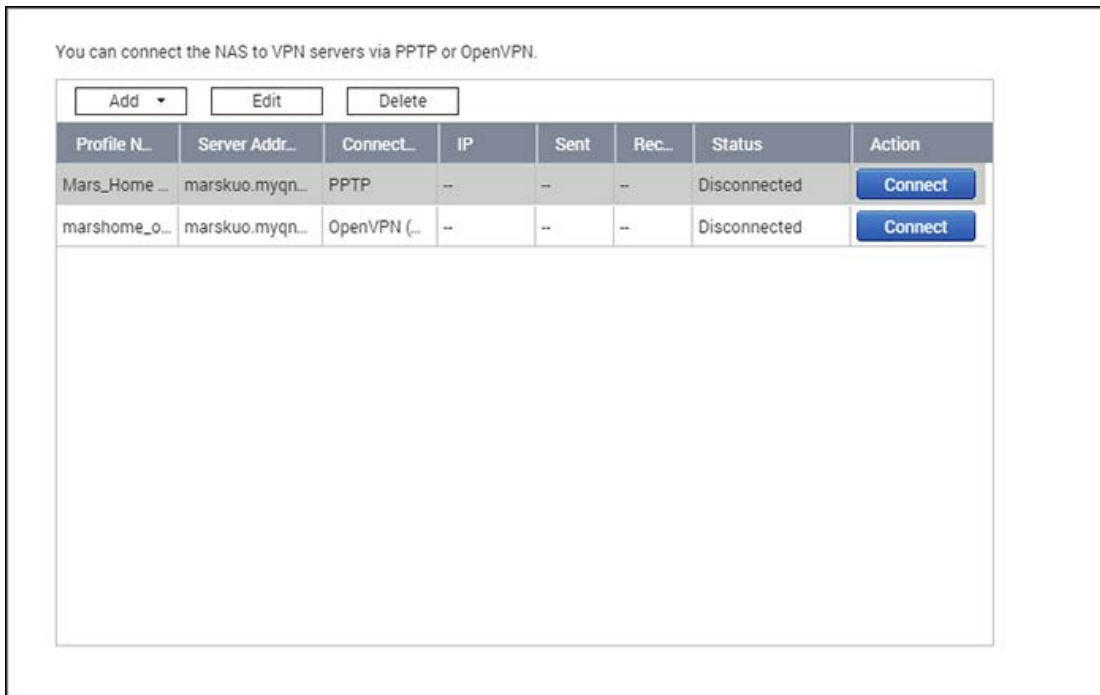 You can connect the NAS to VPN servers via PPTP or OpenVPN.
Add Edit Delete
Profile N... Server Addr... Connect... IP Sent Rec... Status Action
Mars_Home ... marskuo.myqn... PPTP -- -- -- Disconnected Connect
marshome_o... marskuo.myqn... OpenVPN (... -- -- -- Disconnected Connect